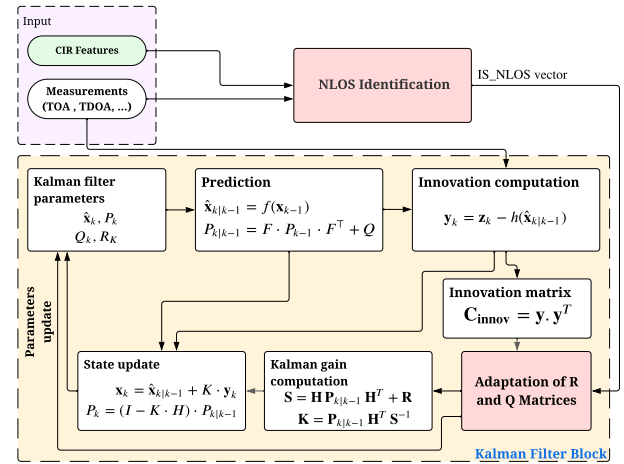 Input
CIR Features
Measurements
(TOA , TDOA, ...)
NLOS Identification
IS_NLOS vector
Kalman filter
parameters
x̂ₖ, Pₖ
Qₖ, R_K
Prediction
x̂ₖ|ₖ₋₁ = f(xₖ₋₁)
Pₖ|ₖ₋₁ = F · Pₖ₋₁ · F^⊤ + Q
Innovation computation
yₖ = zₖ − h(x̂ₖ|ₖ₋₁)
Innovation matrix
C_innov = y. y^T
Parameters
update
State update
xₖ = x̂ₖ|ₖ₋₁ + K · yₖ
Pₖ = (I − K · H) · Pₖ|ₖ₋₁
Kalman gain
computation
S = H Pₖ|ₖ₋₁ H^T + R
K = Pₖ|ₖ₋₁ H^T S⁻¹
Adaptation of R
and Q Matrices
Kalman Filter Block